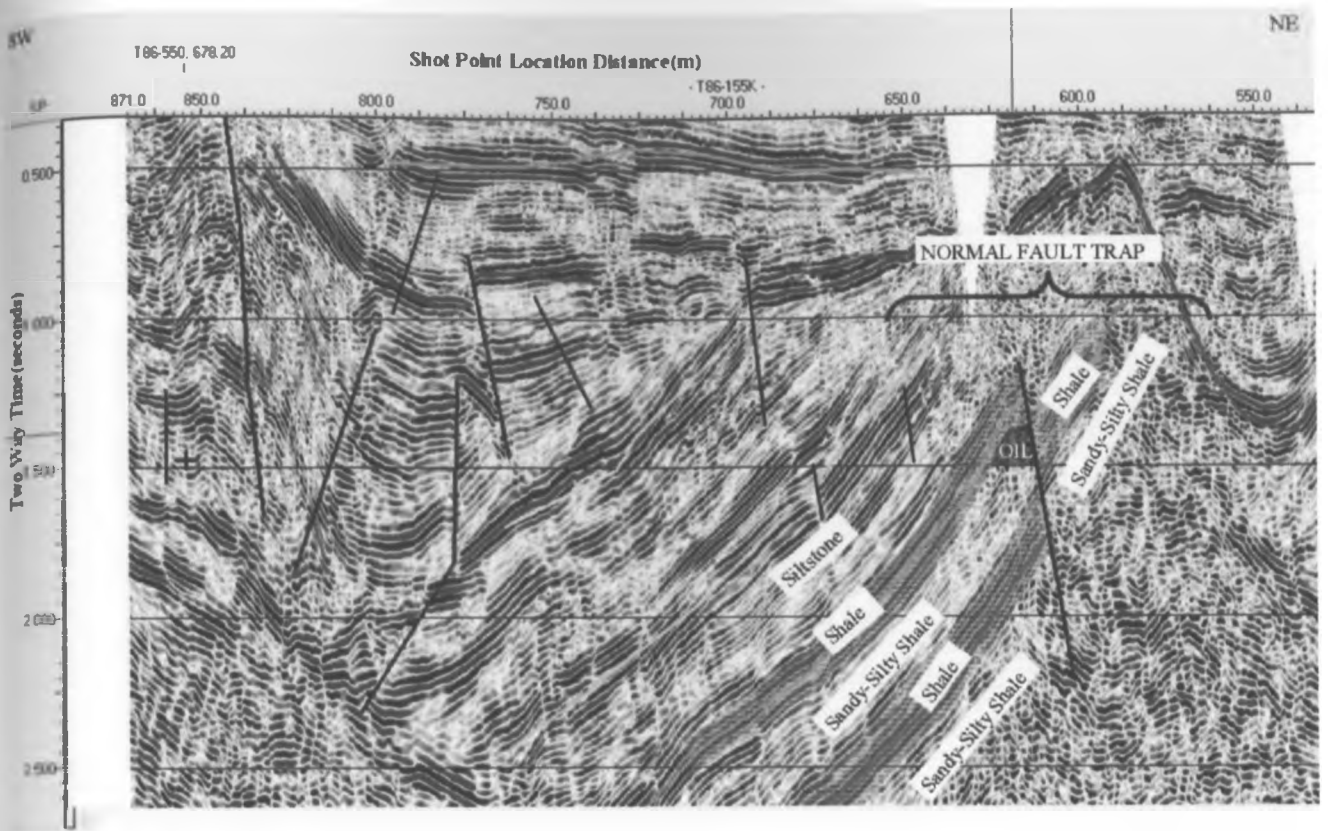 SW
NE
T86-550, 678.20
Shot Point Location Distance(m)
- T86-155K -
871.0 850.0 800.0 750.0 700.0 650.0 600.0 550.0
0.500
NORMAL FAULT TRAP
1.000
Shale
Sandy-Silty Shale
OIL
1.500
Two Way Time(seconds)
Siltstone
Shale
Sandy-Silty Shale
Shale
Sandy-Silty Shale
2.000
2.500